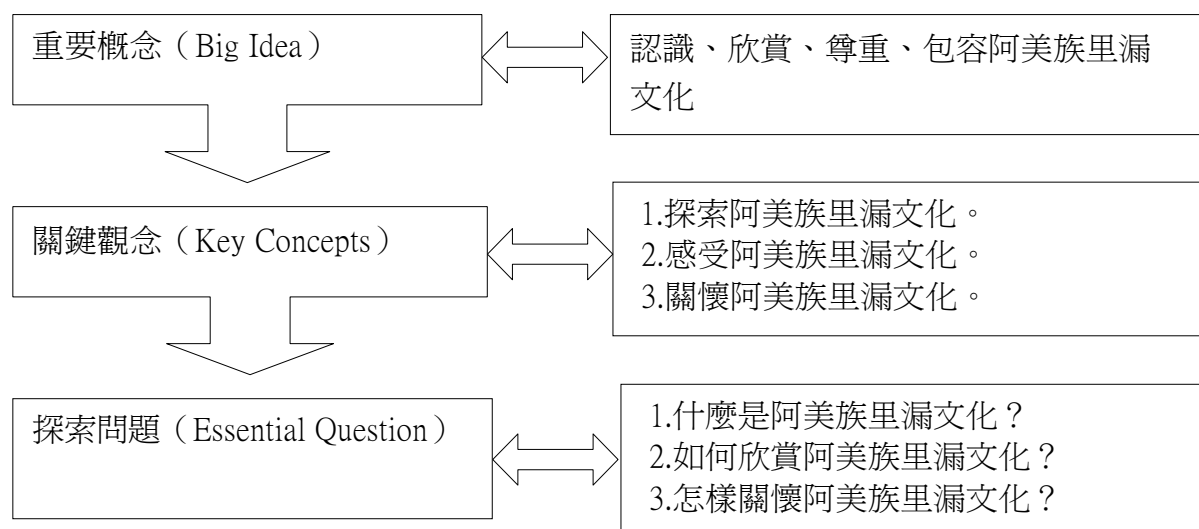 重要概念（Big Idea）
認識、欣賞、尊重、包容阿美族里漏
文化
關鍵觀念（Key Concepts）
1.探索阿美族里漏文化。
2.感受阿美族里漏文化。
3.關懷阿美族里漏文化。
探索問題（Essential Question）
1.什麼是阿美族里漏文化？
2.如何欣賞阿美族里漏文化？
3.怎樣關懷阿美族里漏文化？